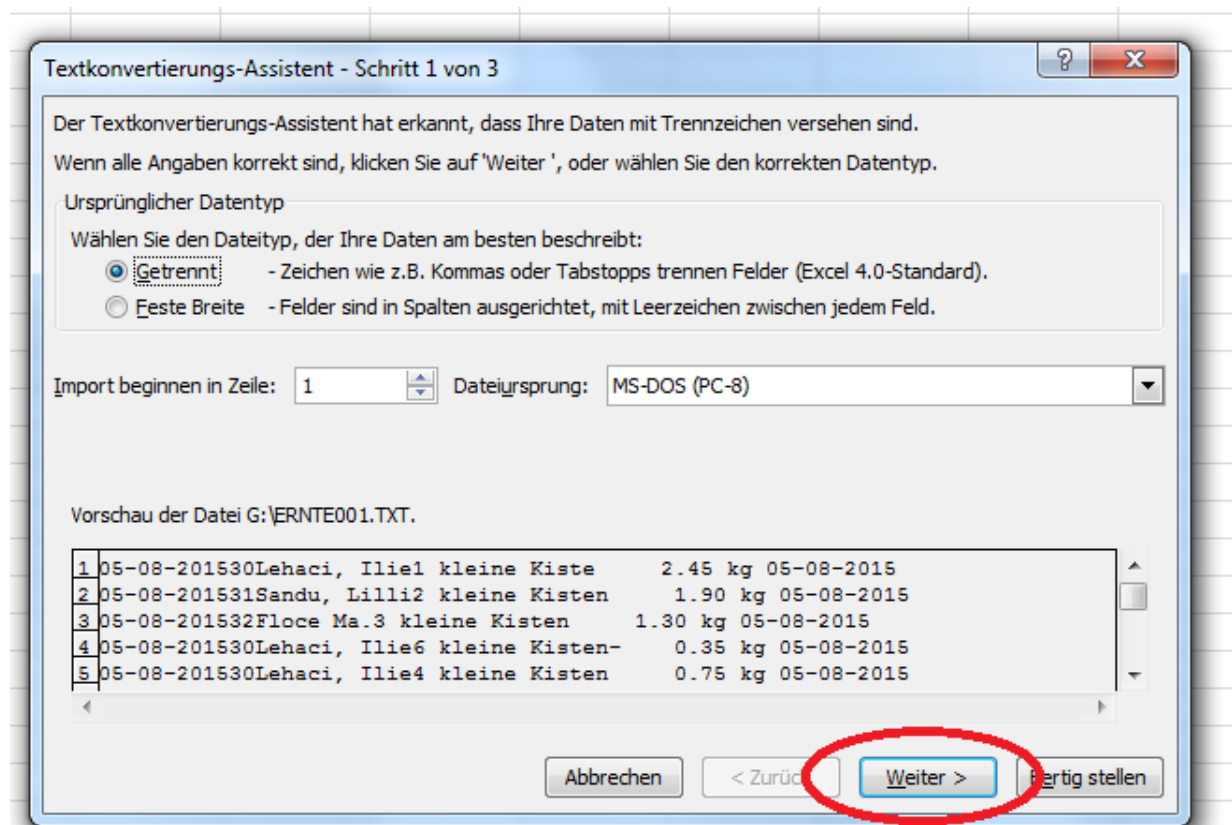 Textkonvertierungs-Assistent - Schritt 1 von 3
Der Textkonvertierungs-Assistent hat erkannt, dass Ihre Daten mit Trennzeichen versehen sind.
Wenn alle Angaben korrekt sind, klicken Sie auf 'Weiter ', oder wählen Sie den korrekten Datentyp.
Ursprünglicher Datentyp
Wählen Sie den Dateityp, der Ihre Daten am besten beschreibt:
Getrennt - Zeichen wie z.B. Kommas oder Tabstopps trennen Felder (Excel 4.0-Standard).
Feste Breite - Felder sind in Spalten ausgerichtet, mit Leerzeichen zwischen jedem Feld.
Import beginnen in Zeile: 1 Dateiursprung: MS-DOS (PC-8)
Vorschau der Datei G:\ERNTE001.TXT.
1 05-08-201530Lehaci, Ilie1 kleine Kiste 2.45 kg 05-08-2015
2 05-08-201531Sandu, Lilli2 kleine Kisten 1.90 kg 05-08-2015
3 05-08-201532Floce Ma.3 kleine Kisten 1.30 kg 05-08-2015
4 05-08-201530Lehaci, Ilie6 kleine Kisten- 0.35 kg 05-08-2015
5 05-08-201530Lehaci, Ilie4 kleine Kisten 0.75 kg 05-08-2015
Abbrechen < Zurück Weiter > Fertig stellen